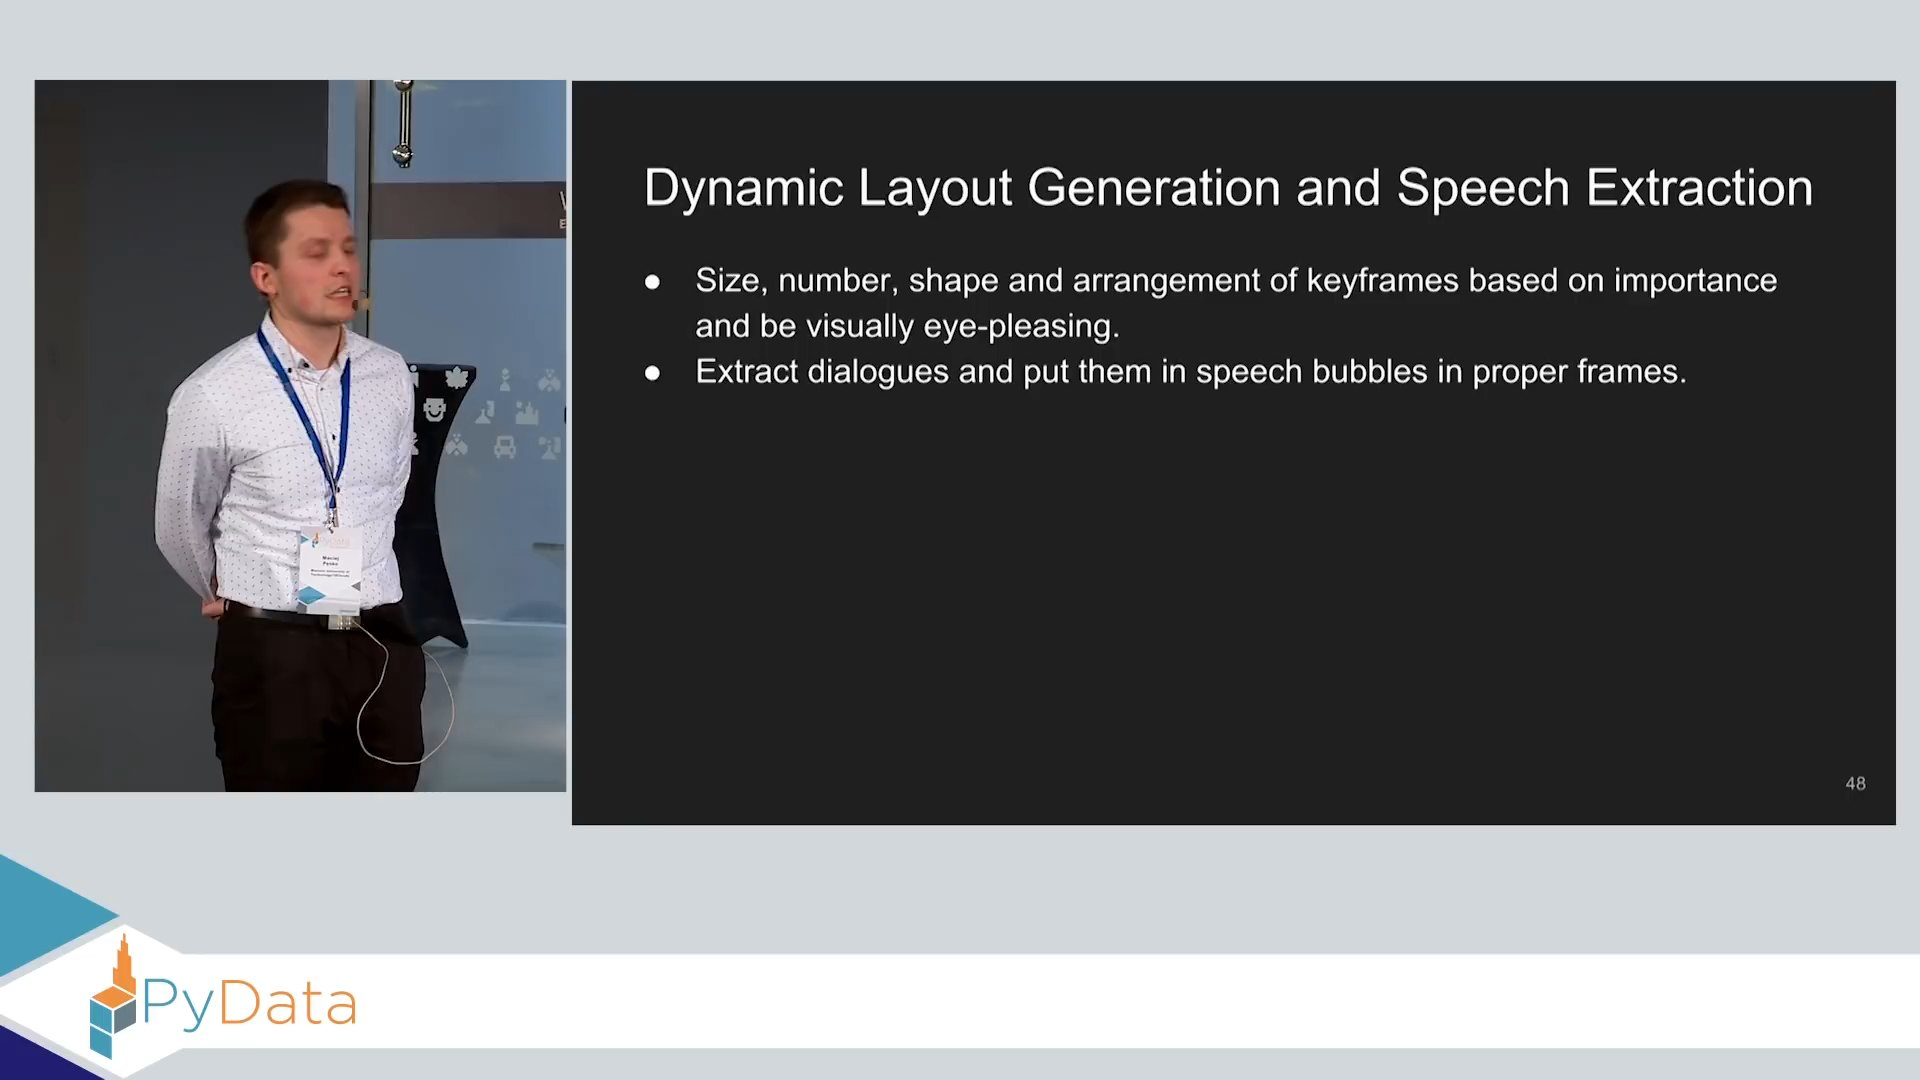 Dynamic Layout Generation and Speech Extraction
● Size, number, shape and arrangement of keyframes based on importance
and be visually eye-pleasing.
● Extract dialogues and put them in speech bubbles in proper frames.
48
Maciej
PyData